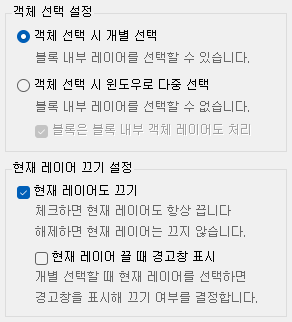 객체 선택 설정
객체 선택 시 개별 선택
블록 내부 레이어를 선택할 수 있습니다.
객체 선택 시 윈도우로 다중 선택
블록 내부 레이어를 선택할 수 없습니다.
블록은 블록 내부 객체 레이어도 처리
현재 레이어 끄기 설정
현재 레이어도 끄기
체크하면 현재 레이어도 항상 끕니다
해제하면 현재 레이어는 끄지 않습니다.
현재 레이어 끌 때 경고창 표시
개별 선택할 때 현재 레이어를 선택하면
경고창을 표시해 끄기 여부를 결정합니다.